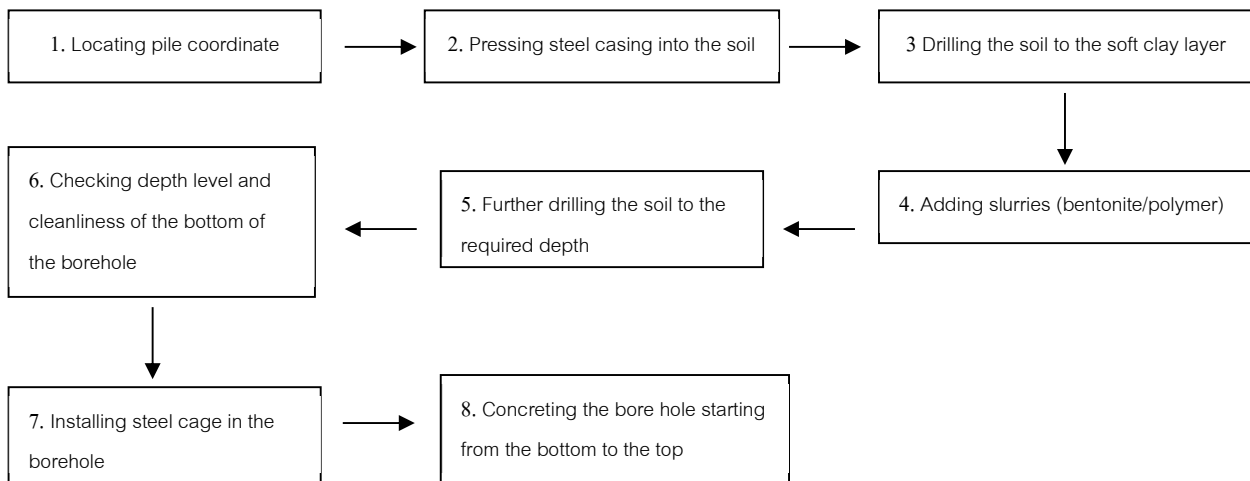 1. Locating pile coordinate
2. Pressing steel casing into the soil
3 Drilling the soil to the soft clay layer
4. Adding slurries (bentonite/polymer)
5. Further drilling the soil to the
required depth
6. Checking depth level and
cleanliness of the bottom of
the borehole
7. Installing steel cage in the
borehole
8. Concreting the bore hole starting
from the bottom to the top